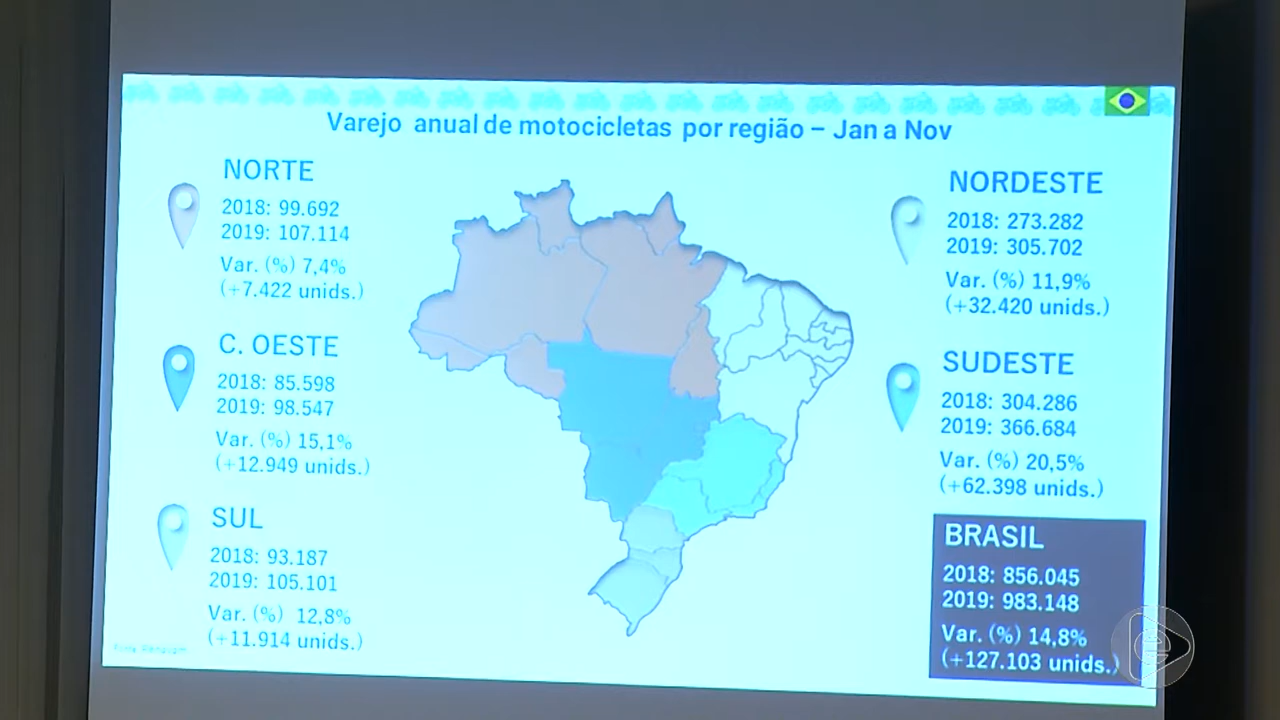 Varejo anual de motocicletas por região – Jan a Nov
NORTE
2018: 99.692
2019: 107.114
Var. (%) 7,4%
(+7.422 unids.)
C. OESTE
2018: 85.598
2019: 98.547
Var. (%) 15,1%
(+12.949 unids.)
SUL
2018: 93.187
2019: 105.101
Var. (%) 12,8%
(+11.914 unids.)
NORDESTE
2018: 273.282
2019: 305.702
Var. (%) 11,9%
(+32.420 unids.)
SUDESTE
2018: 304.286
2019: 366.684
Var. (%) 20,5%
(+62.398 unids.)
BRASIL
2018: 856.045
2019: 983.148
Var. (%) 14,8%
(+127.103 unids.)